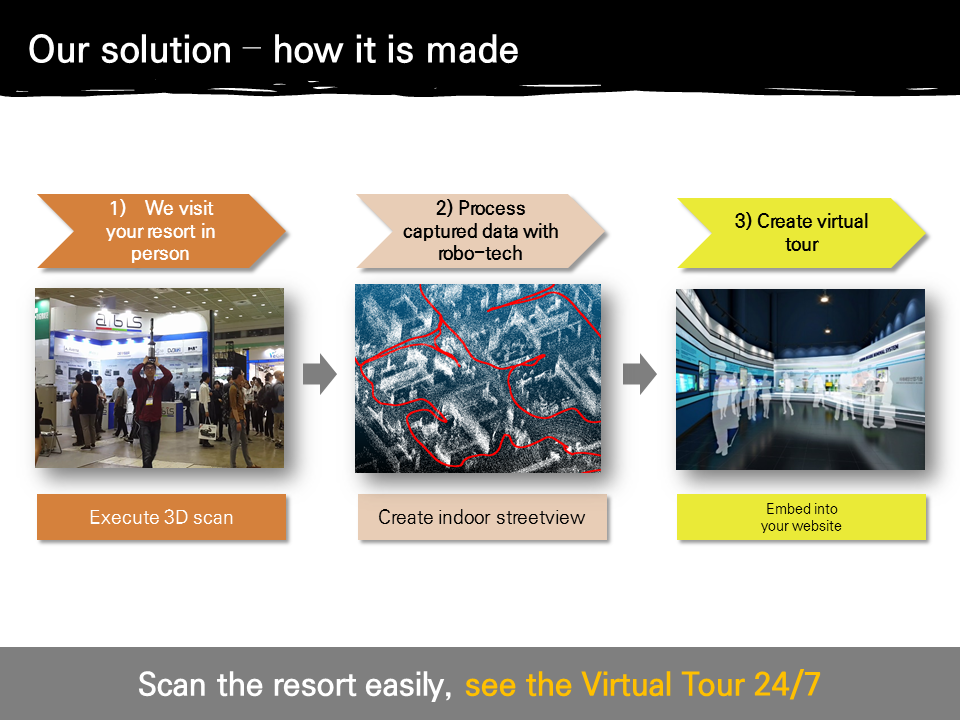 Our solution – how it is made
1) We visit
your resort in
person
2) Process
captured data with
robo-tech
3) Create virtual
tour
aibis
Execute 3D scan
Create indoor streetview
Embed into
your website
Scan the resort easily, see the Virtual Tour 24/7